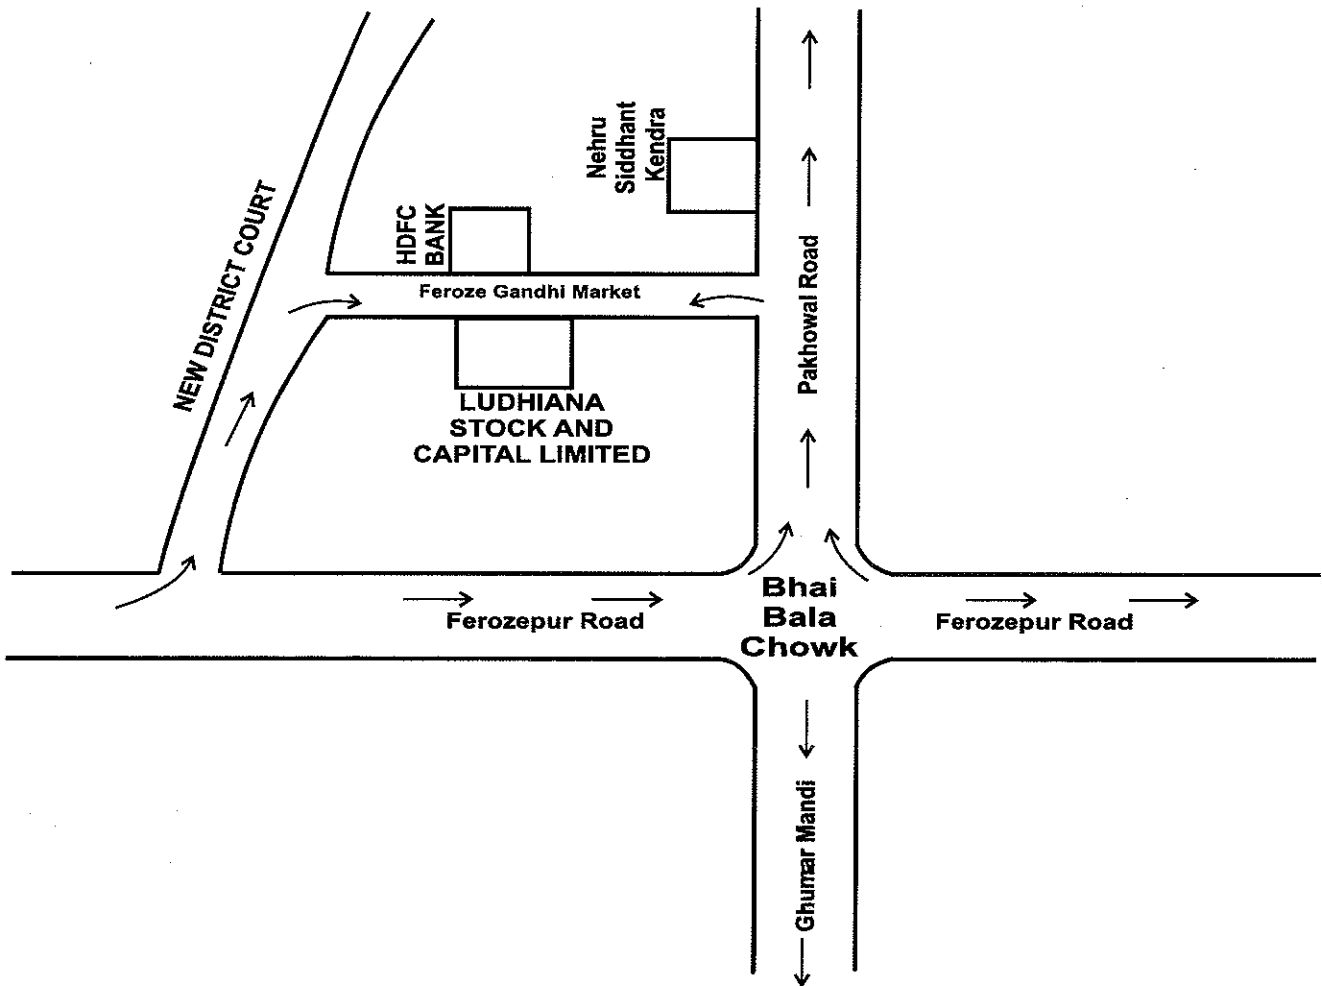 Nehru
Siddhant
Kendra
HDFC
BANK
NEW DISTRICT COURT
Feroze Gandhi Market
Pakhowal Road
LUDHIANA
STOCK AND
CAPITAL LIMITED
Bhai
Bala
Chowk
Ferozepur Road
Ferozepur Road
Ghumar Mandi